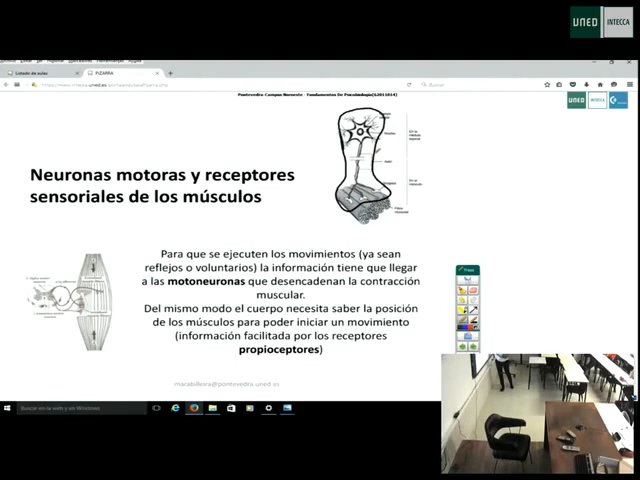 UNED INTECCA
Listado de aulas
PIZARRA
Buscar
Pontevedra-Campus Noroeste - Fundamentos De Psicobiología(62011014)
UNED INTECCA
Neuronas motoras y receptores
sensoriales de los músculos
Para que se ejecuten los movimientos (ya sean
reflejos o voluntarios) la información tiene que llegar
a las motoneuronas que desencadenan la contracción
muscular.
Del mismo modo el cuerpo necesita saber la posición
de los músculos para poder iniciar un movimiento
(información facilitada por los receptores
propioceptores)
marabilleira@pontevedra.uned.es
Buscar en la web y en Windows